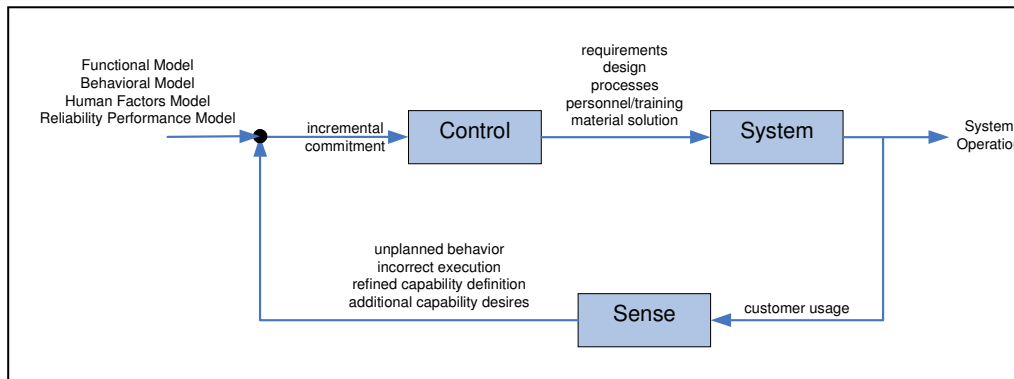 Functional Model
Behavioral Model
Human Factors Model
Reliability Performance Model
incremental
commitment
Control
requirements
design
processes
personnel/training
material solution
System
System
Operation
unplanned behavior
incorrect execution
refined capability definition
additional capability desires
Sense
customer usage